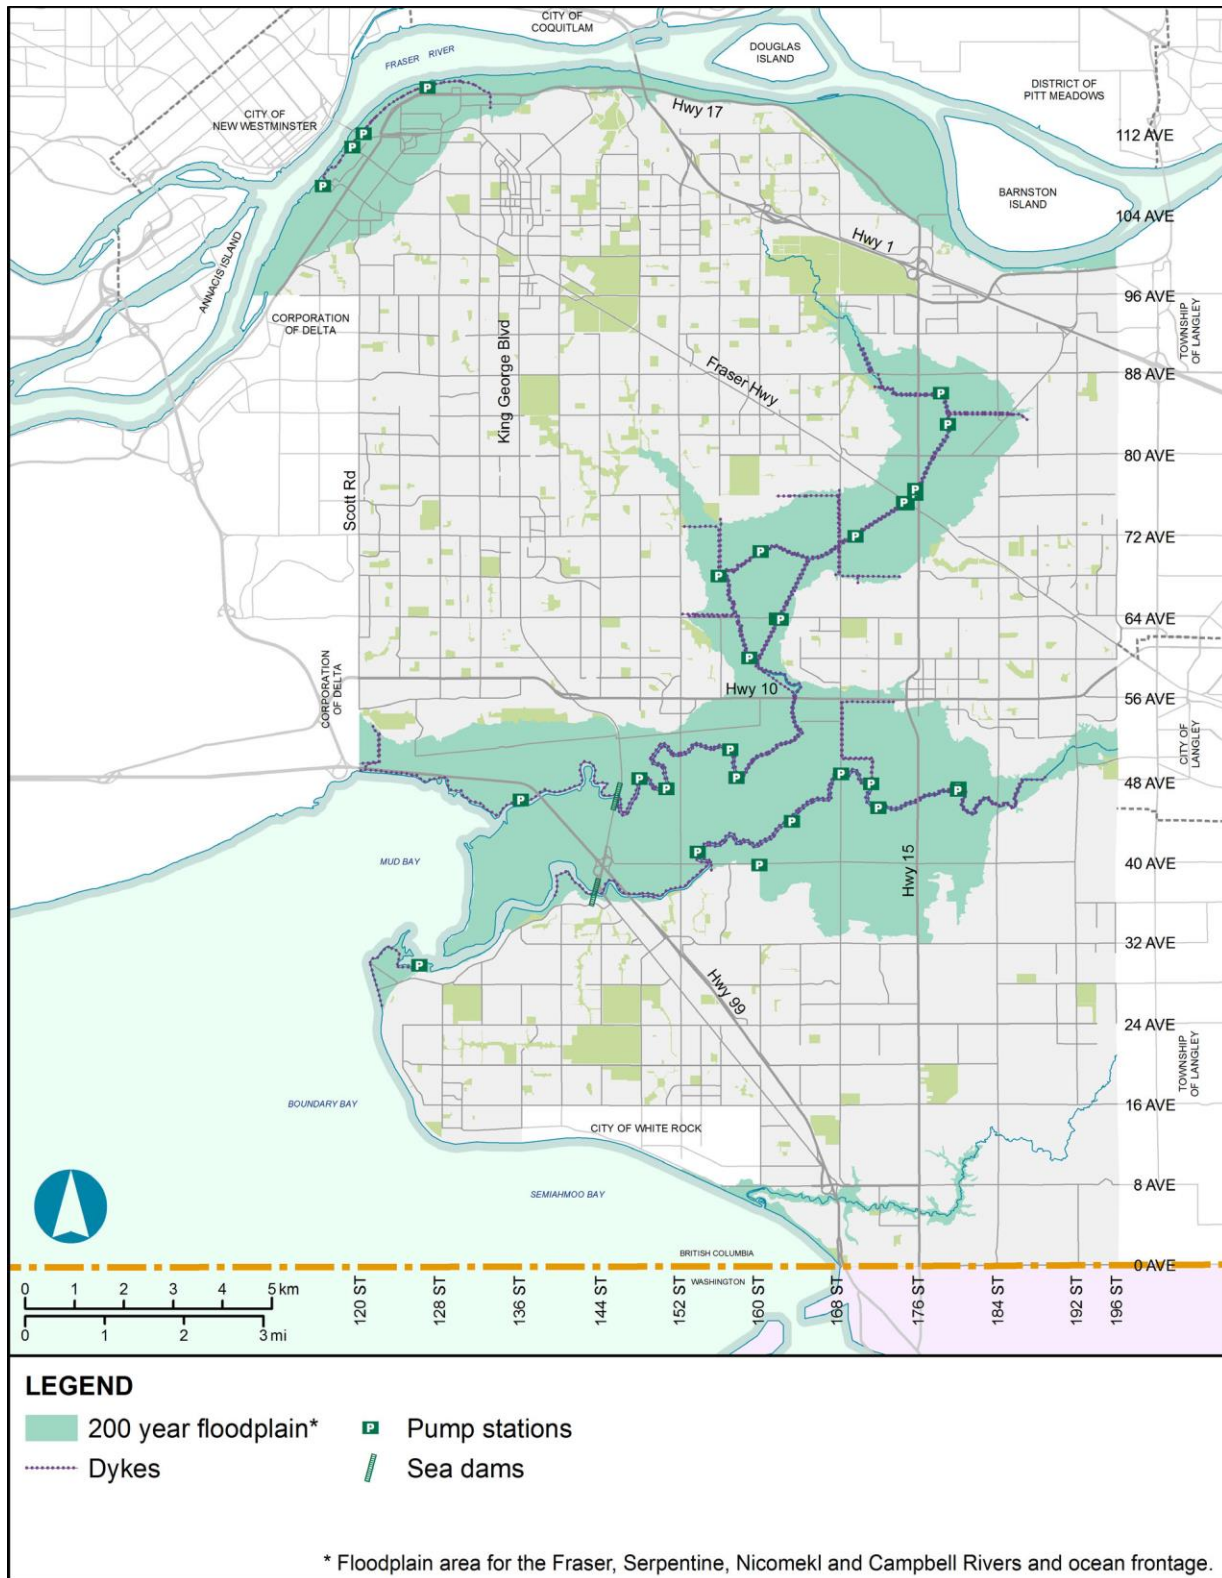 CITY OF
COQUITLAM
FRASER RIVER
DOUGLAS
ISLAND
DISTRICT OF
PITT MEADOWS
CITY OF
NEW WESTMINSTER
Hwy 17
112 AVE
BARNSTON
ISLAND
104 AVE
Hwy 1
ANNACIS ISLAND
96 AVE
CORPORATION
OF DELTA
King George Blvd
TOWNSHIP
OF LANGLEY
Fraser Hwy
88 AVE
80 AVE
Scott Rd
72 AVE
64 AVE
CORPORATION
OF DELTA
Hwy 10
56 AVE
CITY OF
LANGLEY
48 AVE
MUD BAY
40 AVE
Hwy 15
32 AVE
Hwy 99
24 AVE
TOWNSHIP
OF LANGLEY
BOUNDARY BAY
16 AVE
CITY OF WHITE ROCK
SEMIAHMOO BAY
8 AVE
BRITISH COLUMBIA
0 AVE
WASHINGTON
0 1 2 3 4 5 km
0 1 2 3 mi
120 ST
128 ST
136 ST
144 ST
152 ST
160 ST
168 ST
176 ST
184 ST
192 ST
196 ST
LEGEND
200 year floodplain*
P Pump stations
Dykes
Sea dams
* Floodplain area for the Fraser, Serpentine, Nicomekl and Campbell Rivers and ocean frontage.